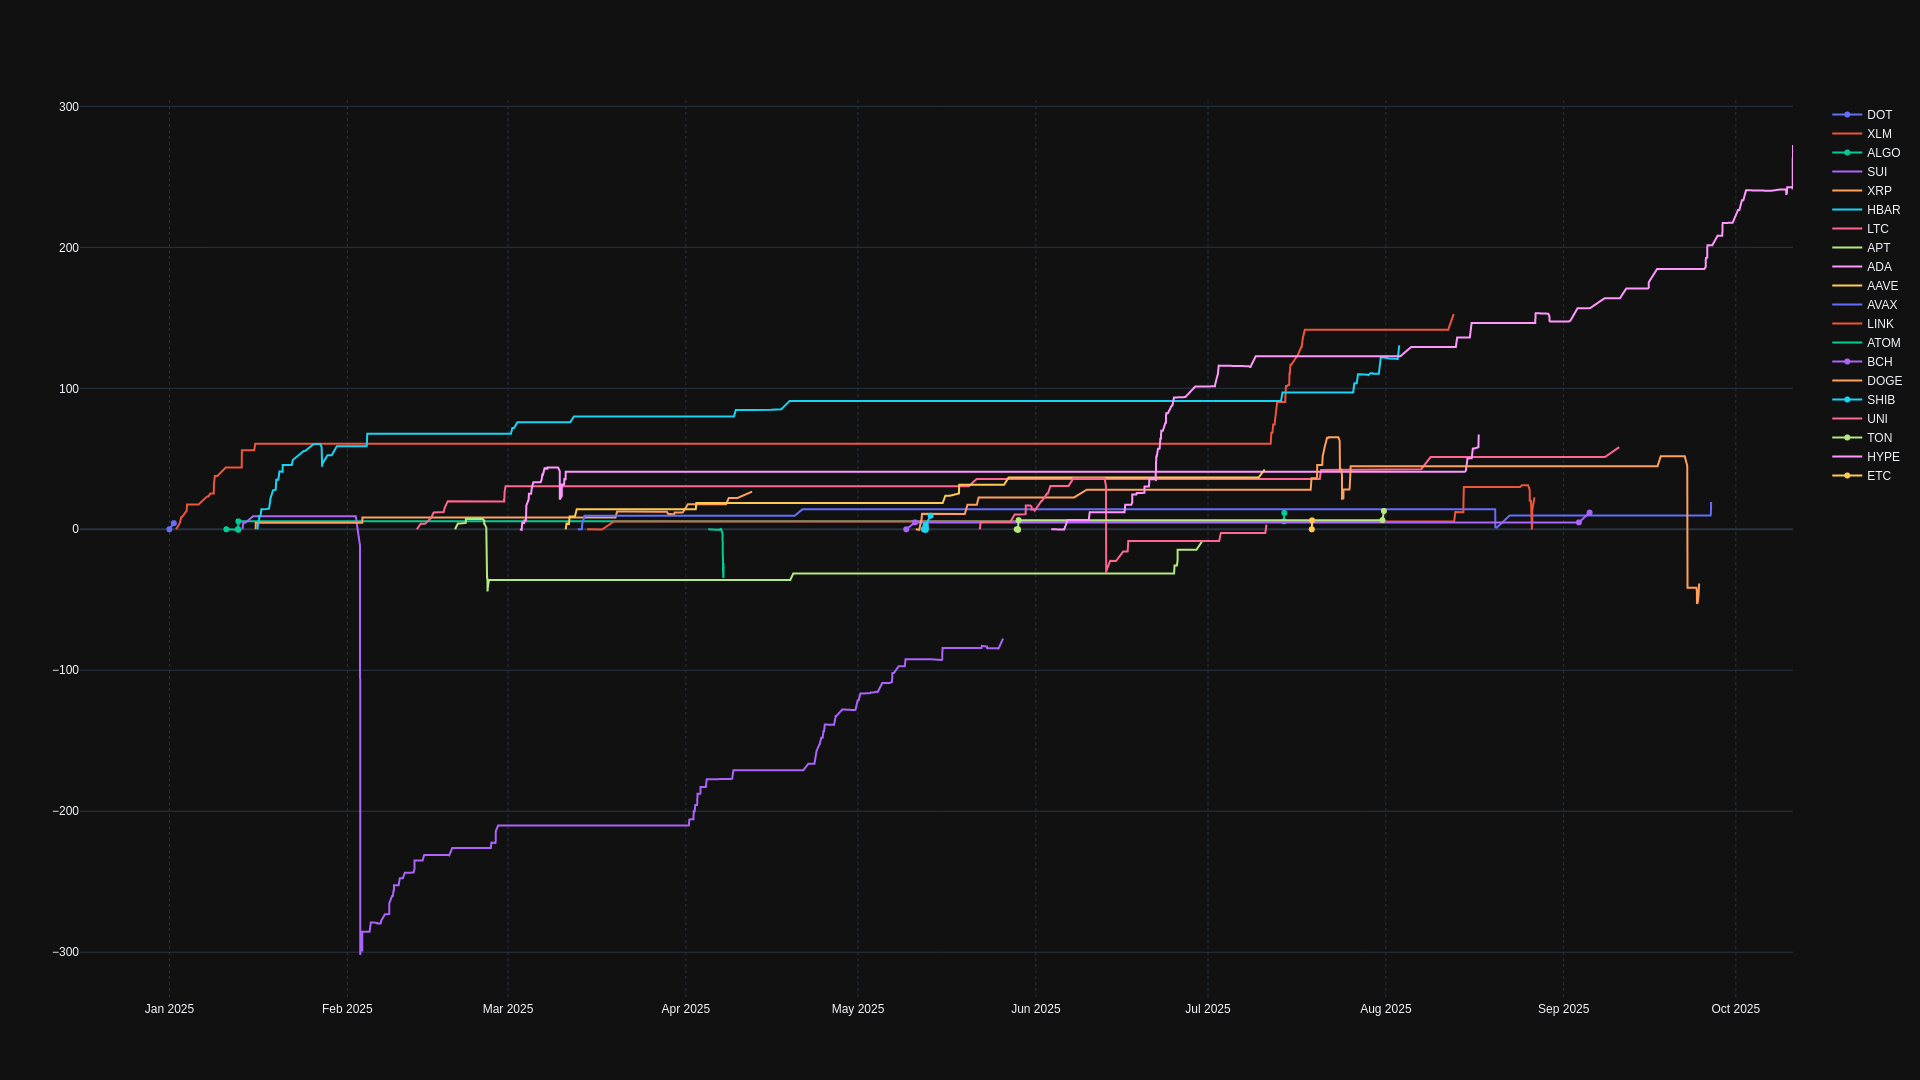 300
200
100
0
−100
−200
−300
Jan 2025
Feb 2025
Mar 2025
Apr 2025
May 2025
Jun 2025
Jul 2025
Aug 2025
Sep 2025
Oct 2025
DOT
XLM
ALGO
SUI
XRP
HBAR
LTC
APT
ADA
AAVE
AVAX
LINK
ATOM
BCH
DOGE
SHIB
UNI
TON
HYPE
ETC